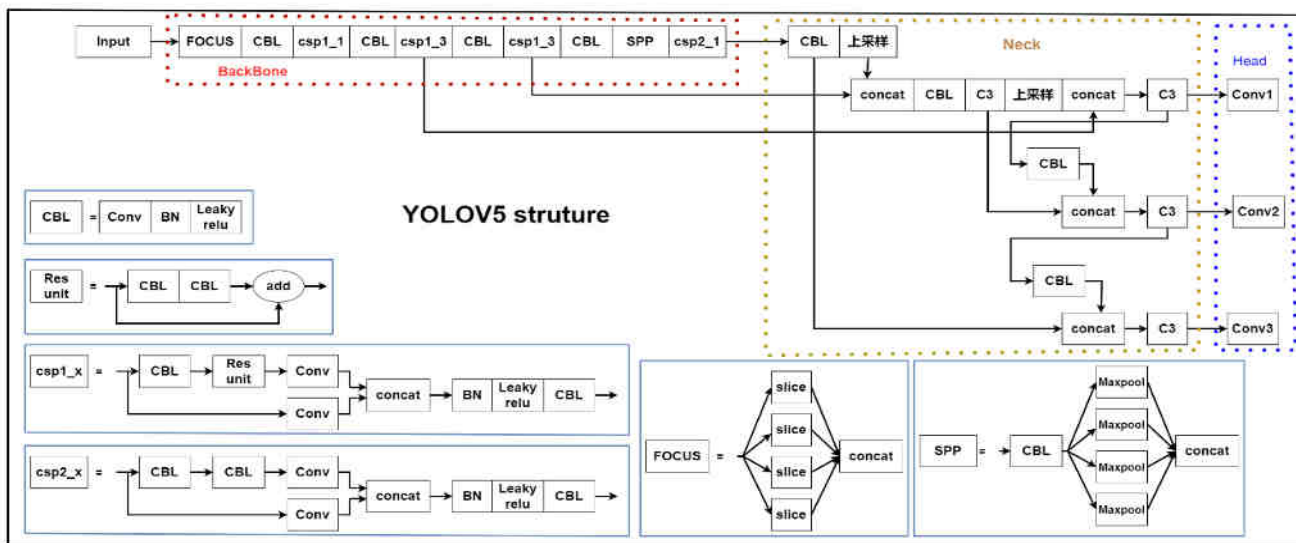 Input
FOCUS CBL csp1_1 CBL csp1_3 CBL csp1_3 CBL SPP csp2_1
BackBone
CBL 上采样
Neck
Head
concat CBL C3 上采样 concat C3 Conv1
CBL
concat C3 Conv2
CBL
concat C3 Conv3
YOLOV5 struture
CBL = Conv BN Leaky
relu
Res
unit = CBL CBL add
csp1_x = CBL Res
unit Conv
Conv
concat BN Leaky
relu CBL
csp2_x = CBL CBL Conv
Conv
concat BN Leaky
relu CBL
FOCUS =
slice
slice
slice
slice
concat
SPP = CBL
Maxpool
Maxpool
Maxpool
Maxpool
concat